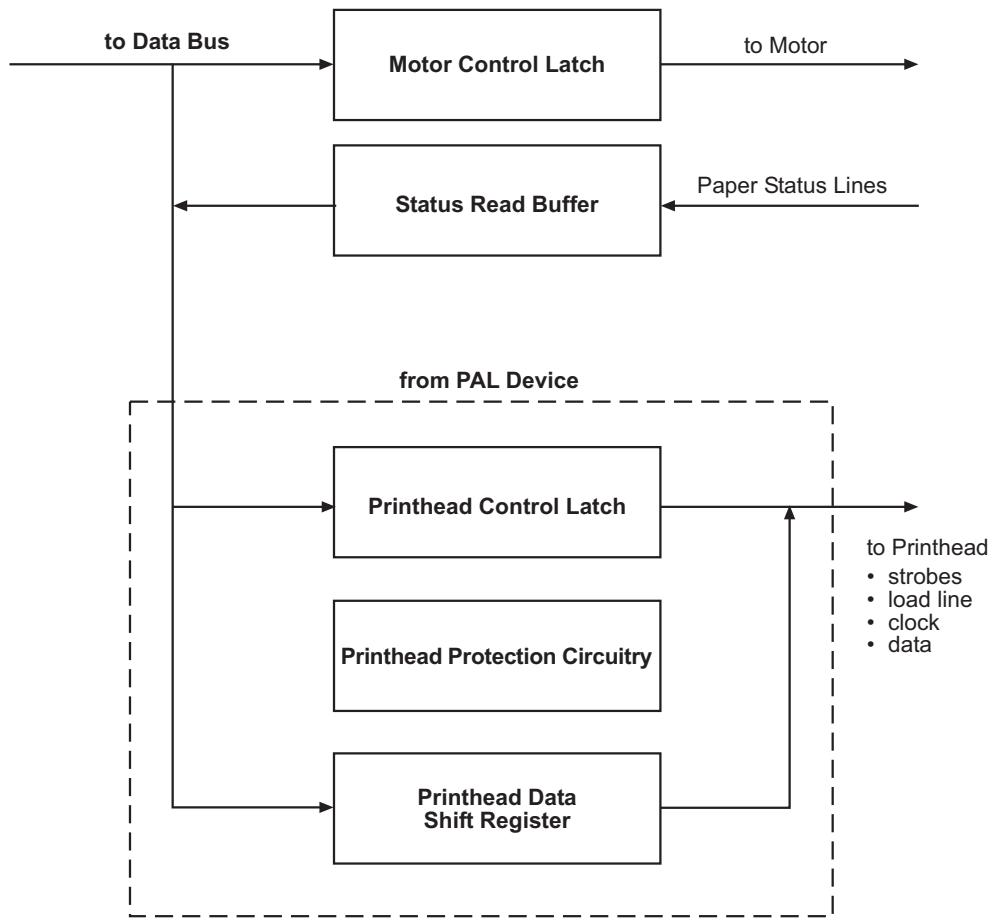 to Data Bus
Motor Control Latch
to Motor
Status Read Buffer
Paper Status Lines
from PAL Device
Printhead Control Latch
to Printhead
• strobes
• load line
• clock
• data
Printhead Protection Circuitry
Printhead Data
Shift Register